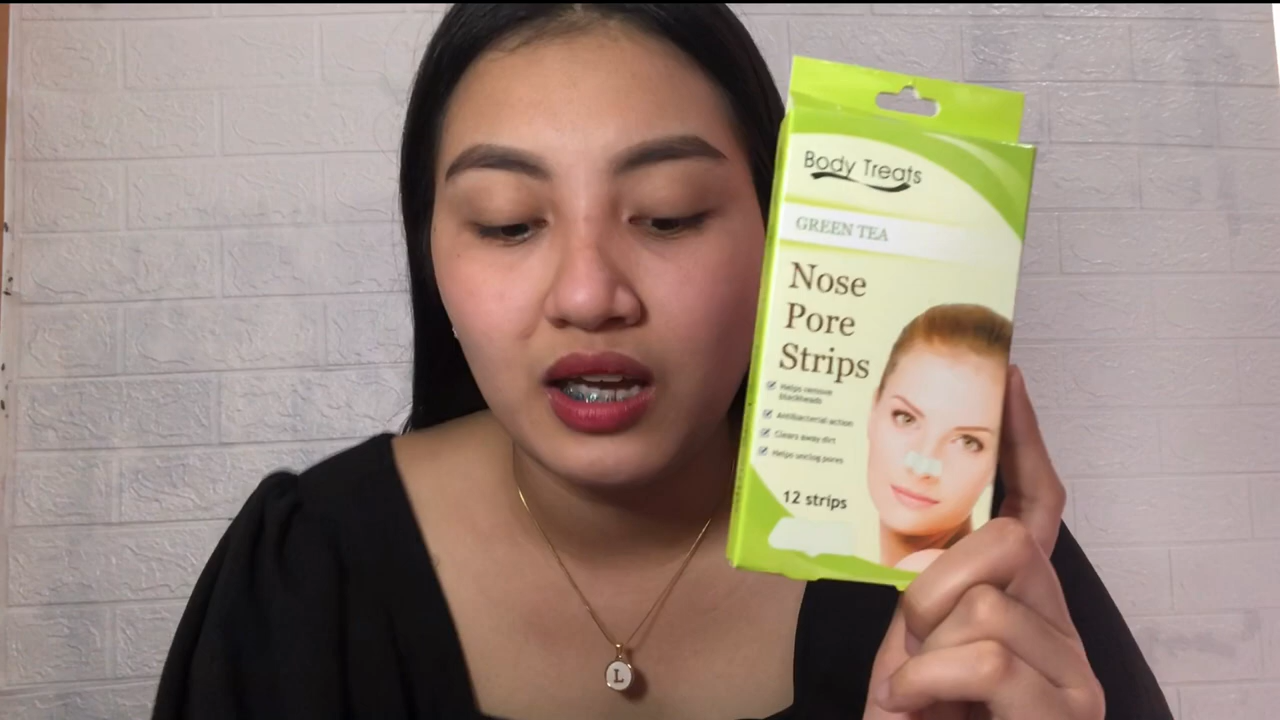 Body Treats
GREEN TEA
Nose
Pore
Strips
Helps remove
blackheads
Antibacterial action
Clears away dirt
Helps unclog pores
12 strips
L